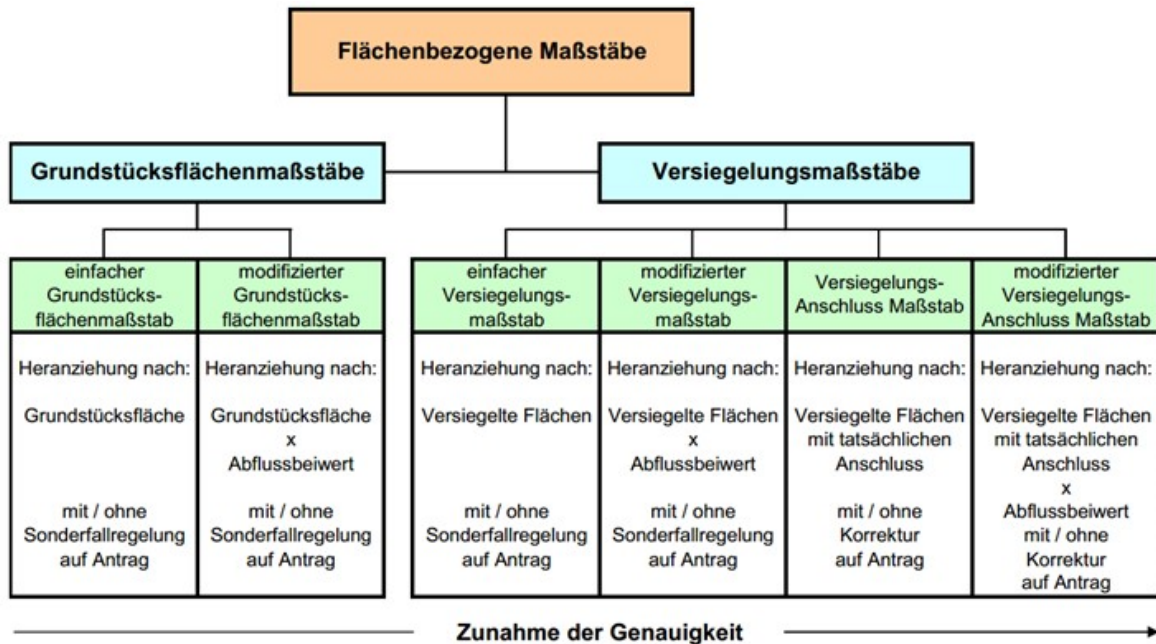 Flächenbezogene Maßstäbe
Grundstücksflächenmaßstäbe
Versiegelungsmaßstäbe
einfacher
Grundstücks-
flächenmaßstab
Heranziehung nach:
Grundstücksfläche
mit / ohne
Sonderfallregelung
auf Antrag
modifizierter
Grundstücks-
flächenmaßstab
Heranziehung nach:
Grundstücksfläche
x
Abflussbeiwert
mit / ohne
Sonderfallregelung
auf Antrag
einfacher
Versiegelungs-
maßstab
Heranziehung nach:
Versiegelte Flächen
mit / ohne
Sonderfallregelung
auf Antrag
modifizierter
Versiegelungs-
maßstab
Heranziehung nach:
Versiegelte Flächen
x
Abflussbeiwert
mit / ohne
Sonderfallregelung
auf Antrag
Versiegelungs-
Anschluss Maßstab
Heranziehung nach:
Versiegelte Flächen
mit tatsächlichen
Anschluss
mit / ohne
Korrektur
auf Antrag
modifizierter
Versiegelungs-
Anschluss Maßstab
Heranziehung nach:
Versiegelte Flächen
mit tatsächlichen
Anschluss
x
Abflussbeiwert
mit / ohne
Korrektur
auf Antrag
Zunahme der Genauigkeit